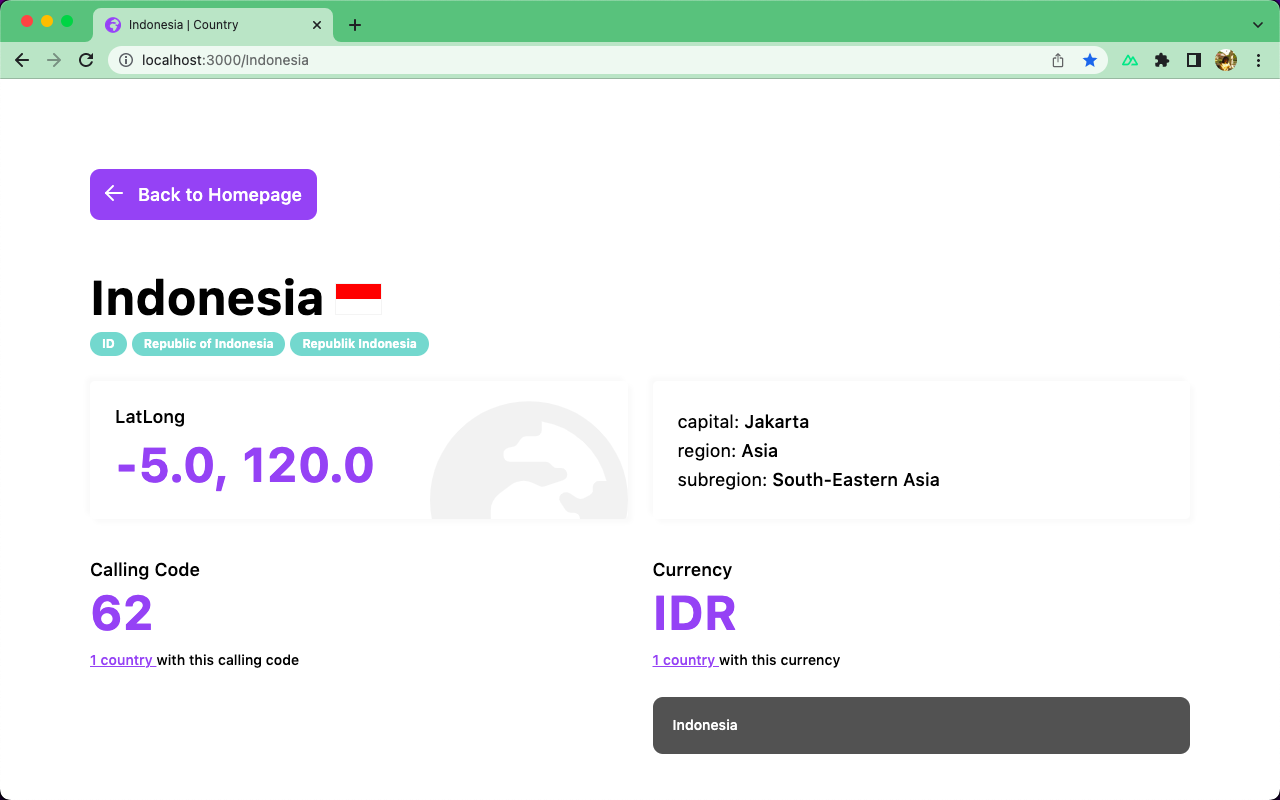 Indonesia | Country
localhost:3000/Indonesia
Back to Homepage
Indonesia
ID Republic of Indonesia Republik Indonesia
LatLong
-5.0, 120.0
capital: Jakarta
region: Asia
subregion: South-Eastern Asia
Calling Code
62
1 country with this calling code
Currency
IDR
1 country with this currency
Indonesia